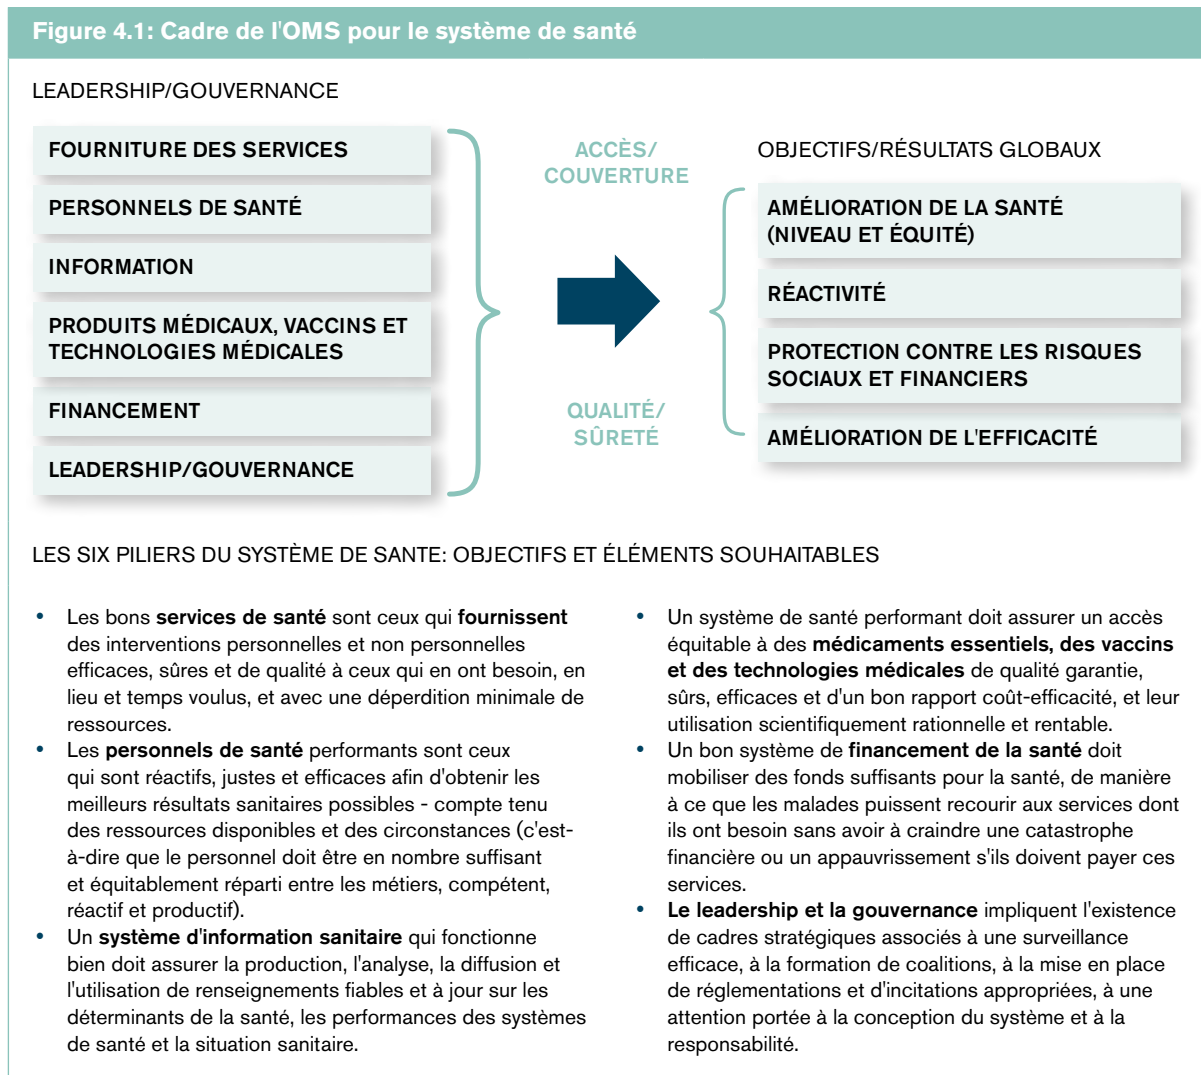 Figure 4.1: Cadre de l'OMS pour le système de santé
LEADERSHIP/GOUVERNANCE
FOURNITURE DES SERVICES
PERSONNELS DE SANTÉ
INFORMATION
PRODUITS MÉDICAUX, VACCINS ET
TECHNOLOGIES MÉDICALES
FINANCEMENT
LEADERSHIP/GOUVERNANCE
ACCÈS/
COUVERTURE
QUALITÉ/
SÛRETÉ
OBJECTIFS/RÉSULTATS GLOBAUX
AMÉLIORATION DE LA SANTÉ
(NIVEAU ET ÉQUITÉ)
RÉACTIVITÉ
PROTECTION CONTRE LES RISQUES
SOCIAUX ET FINANCIERS
AMÉLIORATION DE L'EFFICACITÉ
LES SIX PILIERS DU SYSTÈME DE SANTE: OBJECTIFS ET ÉLÉMENTS SOUHAITABLES
• Les bons services de santé sont ceux qui fournissent
des interventions personnelles et non personnelles
efficaces, sûres et de qualité à ceux qui en ont besoin, en
lieu et temps voulus, et avec une déperdition minimale de
ressources.
• Les personnels de santé performants sont ceux
qui sont réactifs, justes et efficaces afin d'obtenir les
meilleurs résultats sanitaires possibles - compte tenu
des ressources disponibles et des circonstances (c'est-
à-dire que le personnel doit être en nombre suffisant
et équitablement réparti entre les métiers, compétent,
réactif et productif).
• Un système d'information sanitaire qui fonctionne
bien doit assurer la production, l'analyse, la diffusion et
l'utilisation de renseignements fiables et à jour sur les
déterminants de la santé, les performances des systèmes
de santé et la situation sanitaire.
• Un système de santé performant doit assurer un accès
équitable à des médicaments essentiels, des vaccins
et des technologies médicales de qualité garantie,
sûrs, efficaces et d'un bon rapport coût-efficacité, et leur
utilisation scientifiquement rationnelle et rentable.
• Un bon système de financement de la santé doit
mobiliser des fonds suffisants pour la santé, de manière
à ce que les malades puissent recourir aux services dont
ils ont besoin sans avoir à craindre une catastrophe
financière ou un appauvrissement s'ils doivent payer ces
services.
• Le leadership et la gouvernance impliquent l'existence
de cadres stratégiques associés à une surveillance
efficace, à la formation de coalitions, à la mise en place
de réglementations et d'incitations appropriées, à une
attention portée à la conception du système et à la
responsabilité.